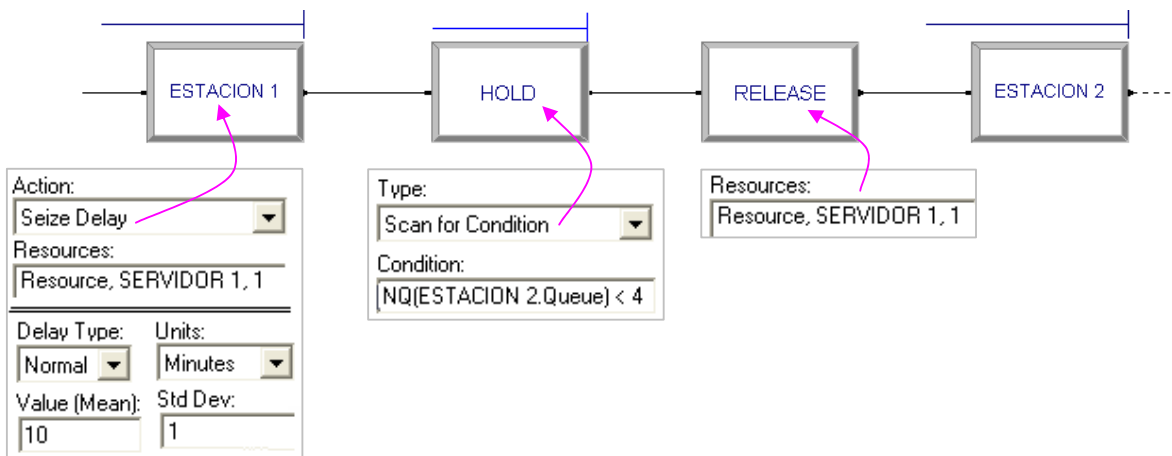 ESTACION 1
HOLD
RELEASE
ESTACION 2
Action:
Seize Delay
Resources:
Resource, SERVIDOR 1, 1
Delay Type:
Units:
Normal
Minutes
Value (Mean):
Std Dev:
10
1
Type:
Scan for Condition
Condition:
NQ(ESTACION 2.Queue) < 4
Resources:
Resource, SERVIDOR 1, 1